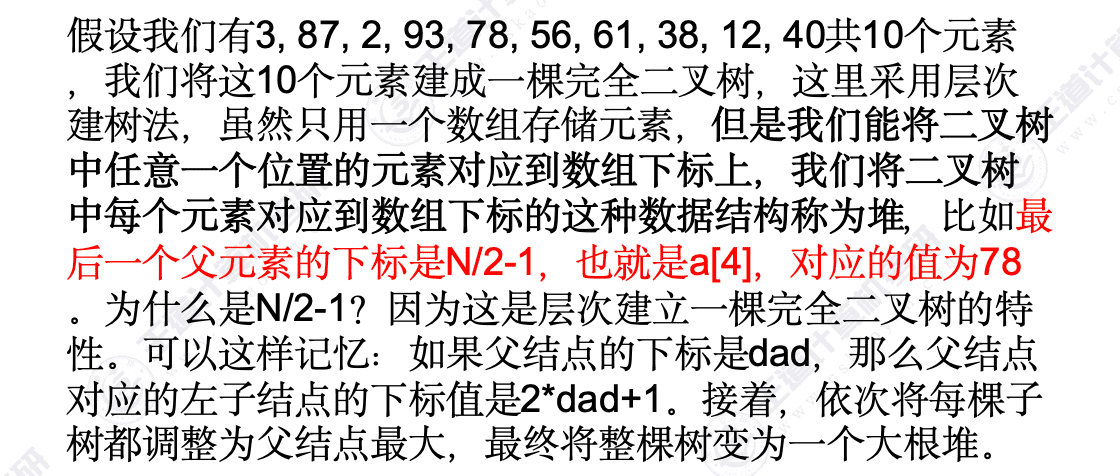 假设我们有3, 87, 2, 93, 78, 56, 61, 38, 12, 40共10个元素
，我们将这10个元素建成一棵完全二叉树，这里采用层次
建树法，虽然只用一个数组存储元素，但是我们能将二叉树
中任意一个位置的元素对应到数组下标上，我们将二叉树
中每个元素对应到数组下标的这种数据结构称为堆，比如最
后一个父元素的下标是N/2-1，也就是a[4]，对应的值为78
。为什么是N/2-1？因为这是层次建立一棵完全二叉树的特
性。可以这样记忆：如果父结点的下标是dad，那么父结点
对应的左子结点的下标值是2*dad+1。接着，依次将每棵子
树都调整为父结点最大，最终将整棵树变为一个大根堆。